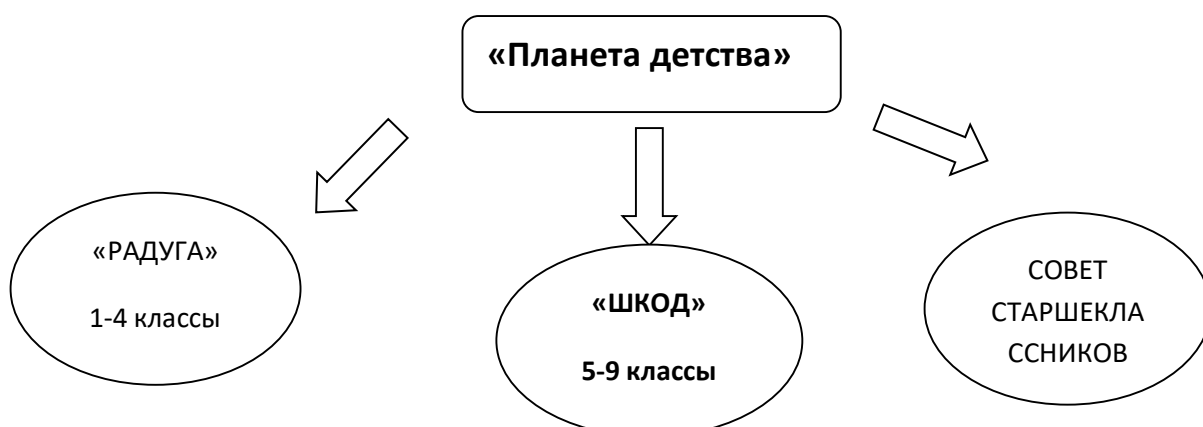 «Планета детства»
«РАДУГА»
1-4 классы
«ШКОД»
5-9 классы
СОВЕТ
СТАРШЕКЛА
ССНИКОВ